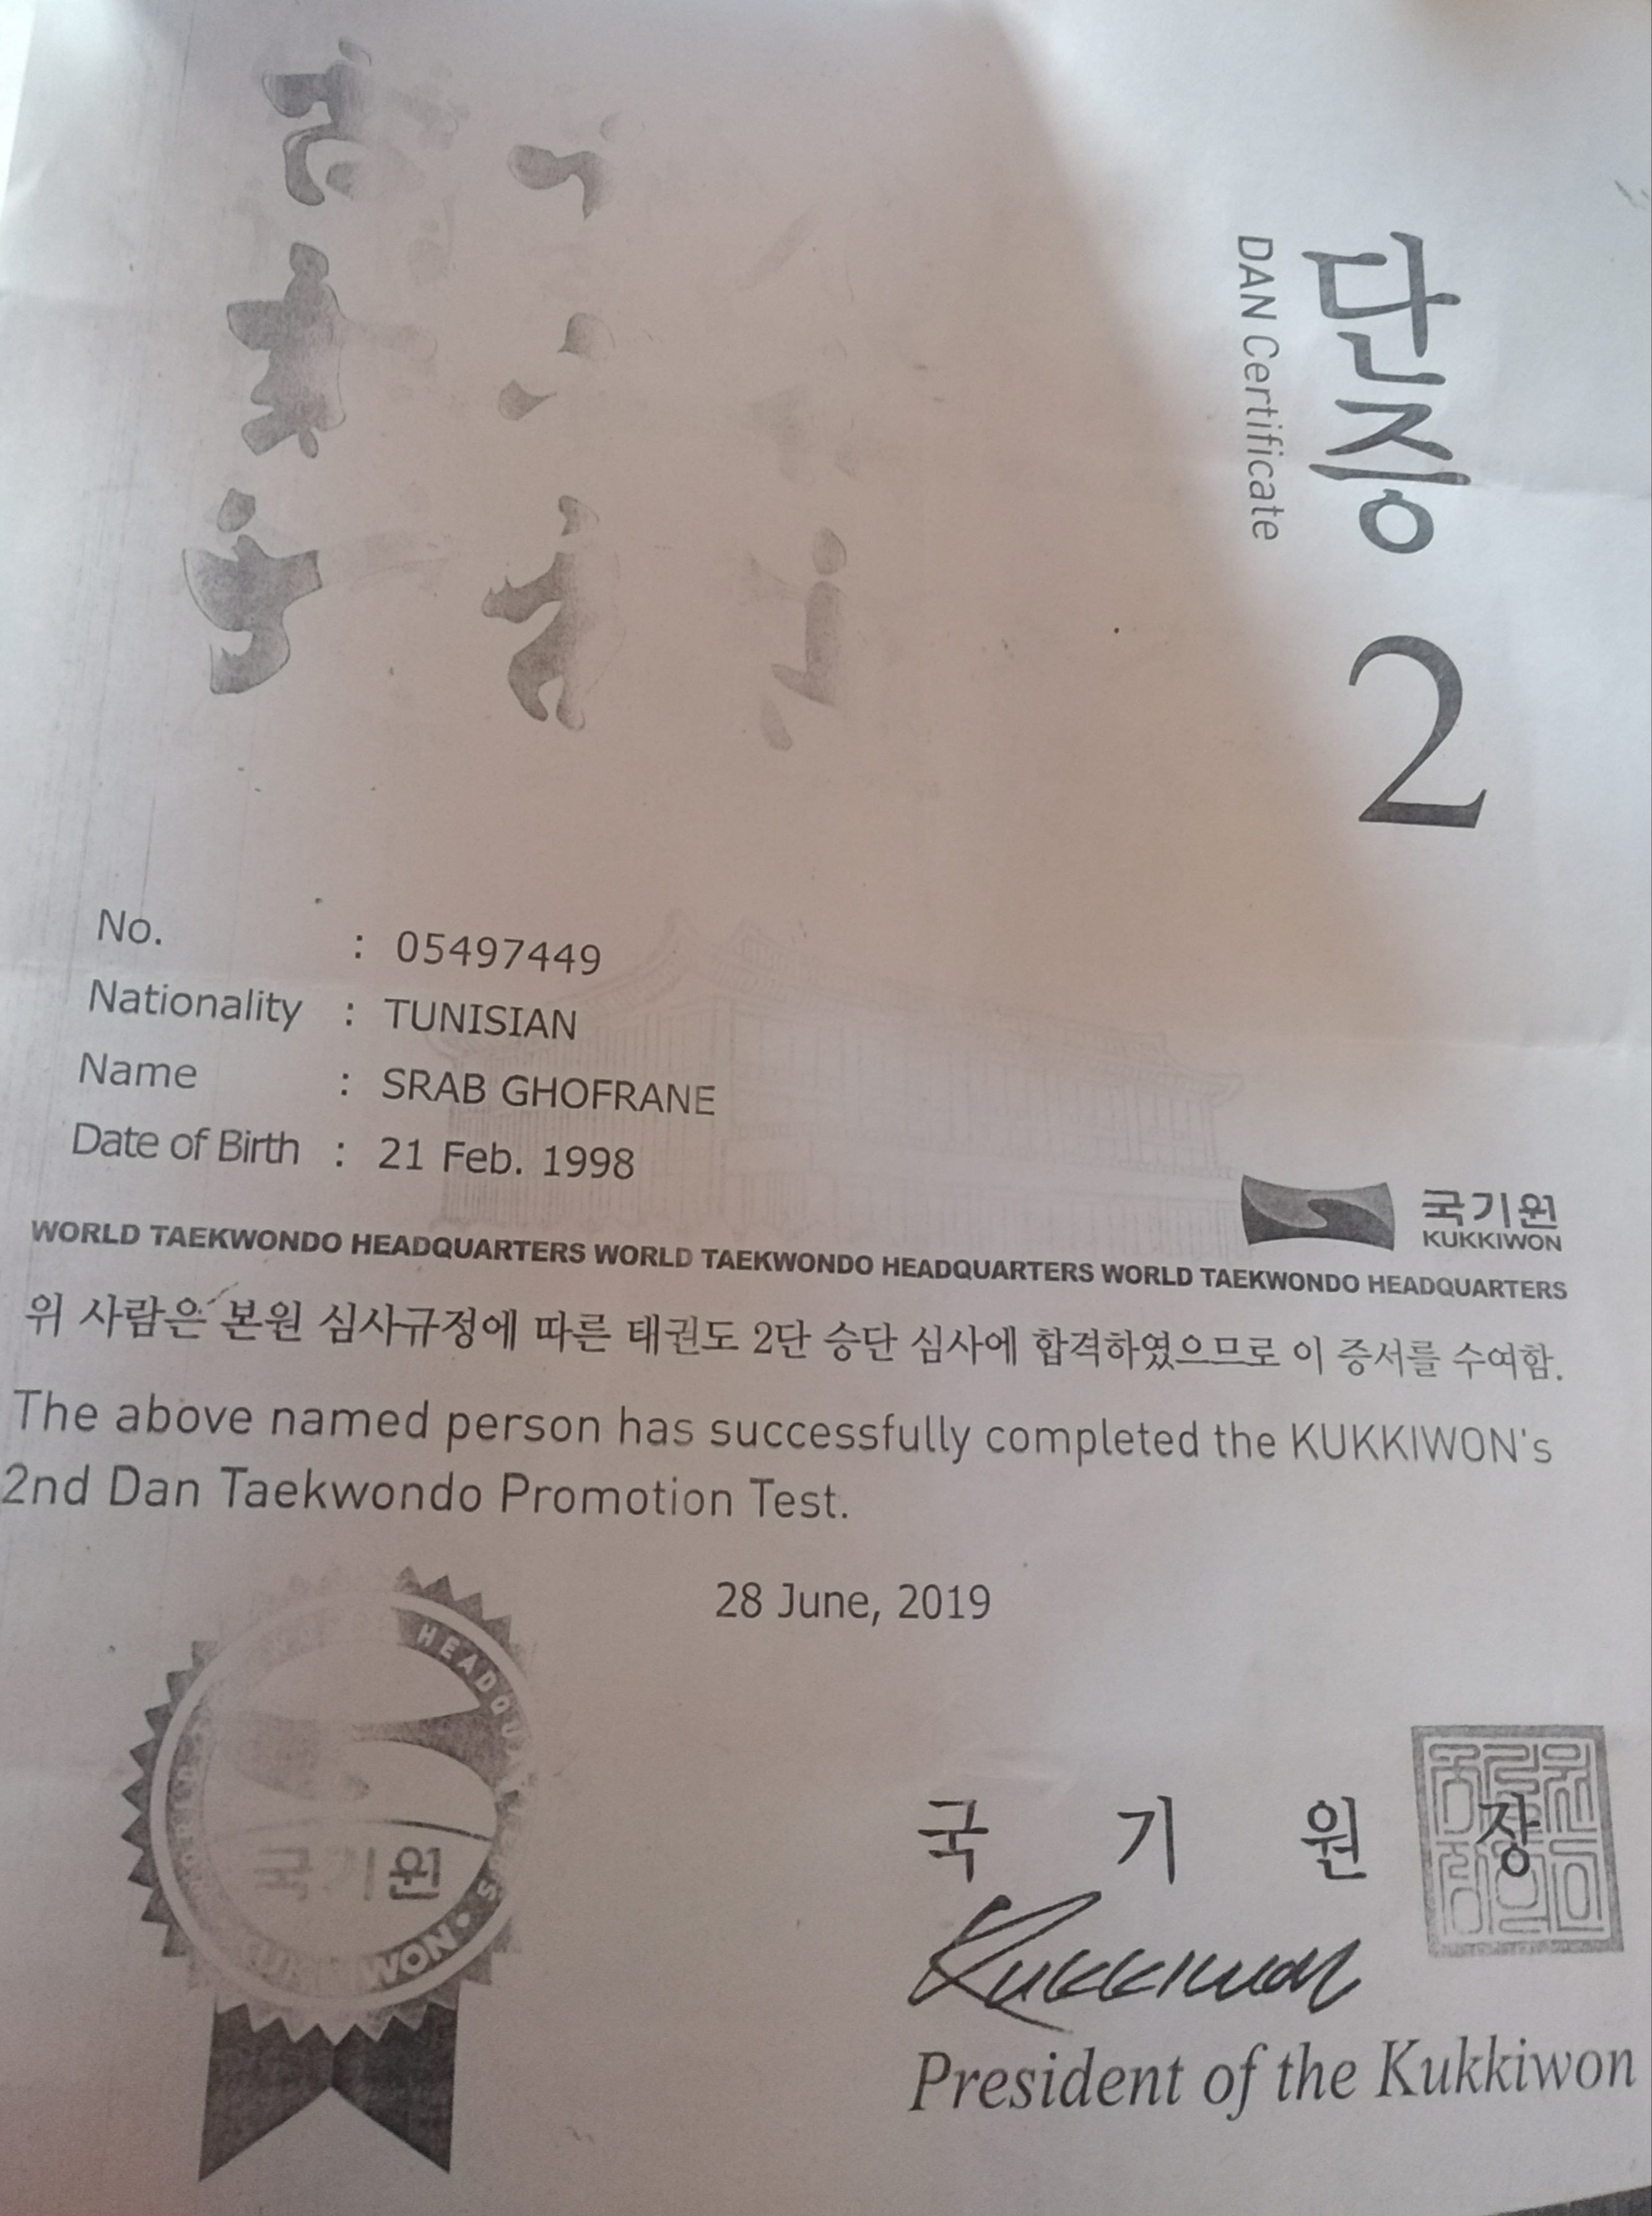 단증 2
DAN Certificate
No. : 05497449
Nationality : TUNISIAN
Name : SRAB GHOFRANE
Date of Birth : 21 Feb. 1998
국기원
KUKKIWON
WORLD TAEKWONDO HEADQUARTERS WORLD TAEKWONDO HEADQUARTERS WORLD TAEKWONDO HEADQUARTERS
위 사람은 본원 심사규정에 따른 태권도 2단 승단 심사에 합격하였으므로 이 증서를 수여함.
The above named person has successfully completed the KUKKIWON's
2nd Dan Taekwondo Promotion Test.
28 June, 2019
HEADQUARTERS
국기원
KUKKIWON
국 기 원 장
Kukkiwon
President of the Kukkiwon